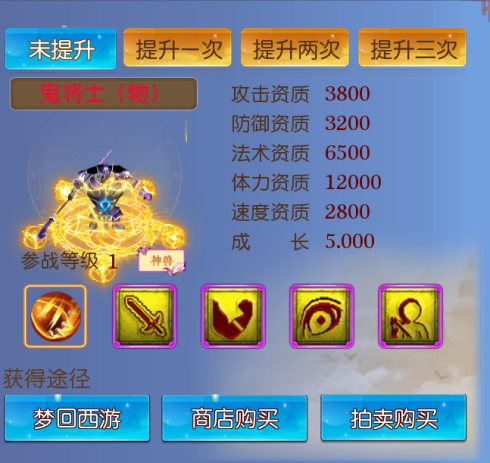 未提升 提升一次 提升两次 提升三次
鬼将士（物）
攻击资质 3800
防御资质 3200
法术资质 6500
体力资质 12000
速度资质 2800
成 长 5.000
参战等级 1 神兽
获得途径
梦回西游 商店购买 拍卖购买